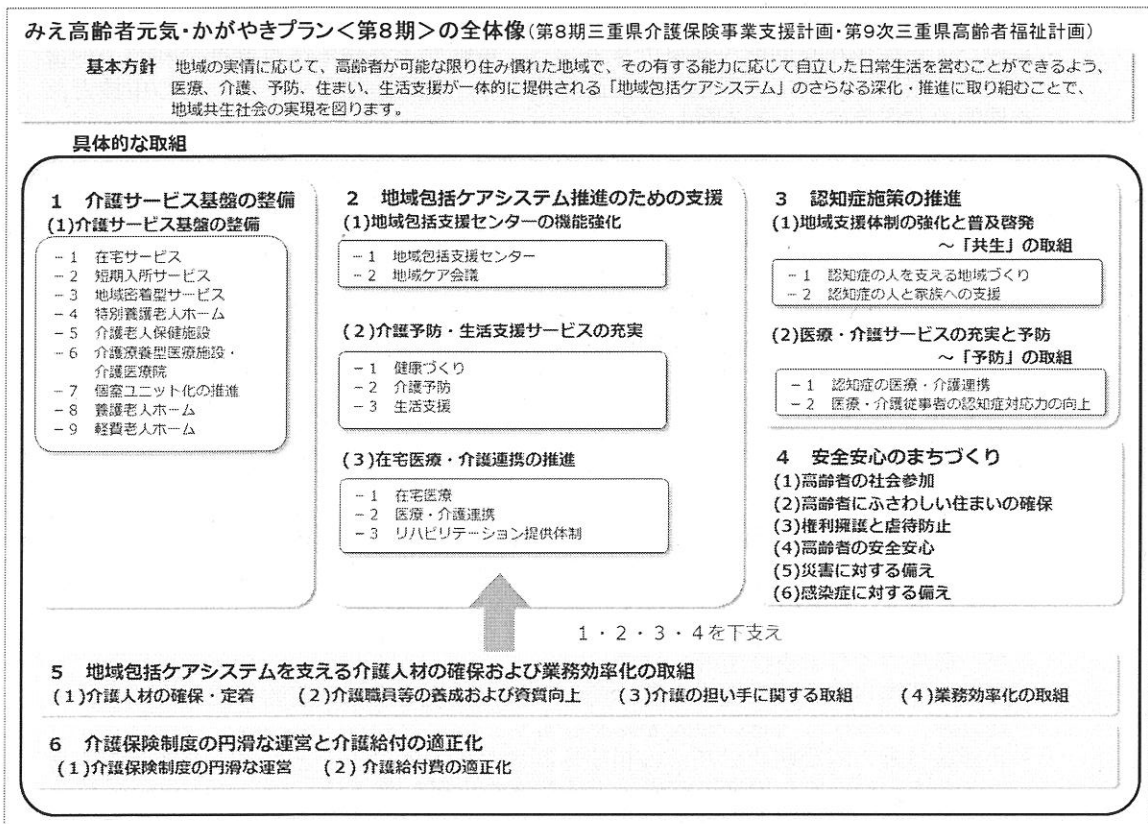 みえ高齢者元気・かがやきプラン＜第8期＞の全体像(第8期三重県介護保険事業支援計画・第9次三重県高齢者福祉計画)
基本方針 地域の実情に応じて、高齢者が可能な限り住み慣れた地域で、その有する能力に応じて自立した日常生活を営むことができるよう、
医療、介護、予防、住まい、生活支援が一体的に提供される「地域包括ケアシステム」のさらなる深化・推進に取り組むことで、
地域共生社会の実現を図ります。
具体的な取組
1 介護サービス基盤の整備
(1)介護サービス基盤の整備
－1 在宅サービス
－2 短期入所サービス
－3 地域密着型サービス
－4 特別養護老人ホーム
－5 介護老人保健施設
－6 介護療養型医療施設・
介護医療院
－7 個室ユニット化の推進
－8 養護老人ホーム
－9 軽費老人ホーム
2 地域包括ケアシステム推進のための支援
(1)地域包括支援センターの機能強化
－1 地域包括支援センター
－2 地域ケア会議
(2)介護予防・生活支援サービスの充実
－1 健康づくり
－2 介護予防
－3 生活支援
(3)在宅医療・介護連携の推進
－1 在宅医療
－2 医療・介護連携
－3 リハビリテーション提供体制
3 認知症施策の推進
(1)地域支援体制の強化と普及啓発
～「共生」の取組
－1 認知症の人を支える地域づくり
－2 認知症の人と家族への支援
(2)医療・介護サービスの充実と予防
～「予防」の取組
－1 認知症の医療・介護連携
－2 医療・介護従事者の認知症対応力の向上
4 安全安心のまちづくり
(1)高齢者の社会参加
(2)高齢者にふさわしい住まいの確保
(3)権利擁護と虐待防止
(4)高齢者の安全安心
(5)災害に対する備え
(6)感染症に対する備え
1・2・3・4を下支え
5 地域包括ケアシステムを支える介護人材の確保および業務効率化の取組
(1)介護人材の確保・定着 (2)介護職員等の養成および資質向上 (3)介護の担い手に関する取組 (4)業務効率化の取組
6 介護保険制度の円滑な運営と介護給付の適正化
(1)介護保険制度の円滑な運営 (2)介護給付費の適正化